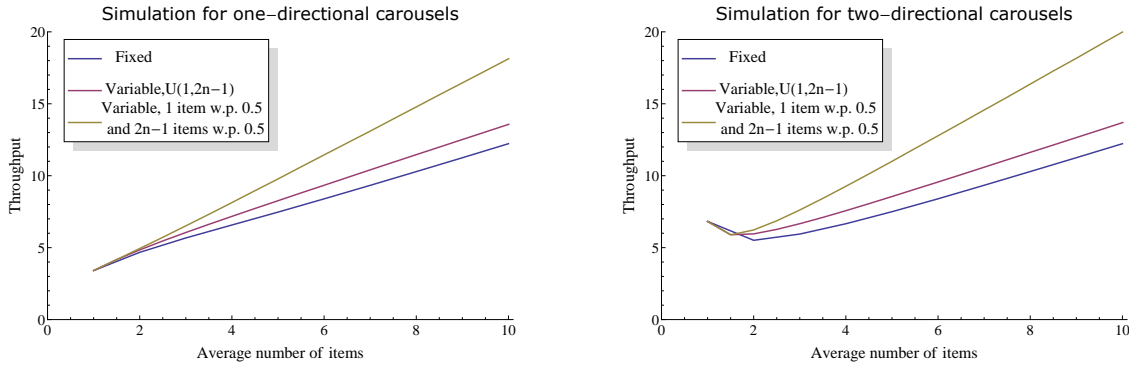 Simulation for one−directional carousels
20
15
10
5
0
0
2
4
6
8
10
Throughput
Average number of items
Fixed
Variable,U(1,2n−1)
Variable, 1 item w.p. 0.5
and 2n−1 items w.p. 0.5
Simulation for two−directional carousels
20
15
10
5
0
0
2
4
6
8
10
Throughput
Average number of items
Fixed
Variable,U(1,2n−1)
Variable, 1 item w.p. 0.5
and 2n−1 items w.p. 0.5